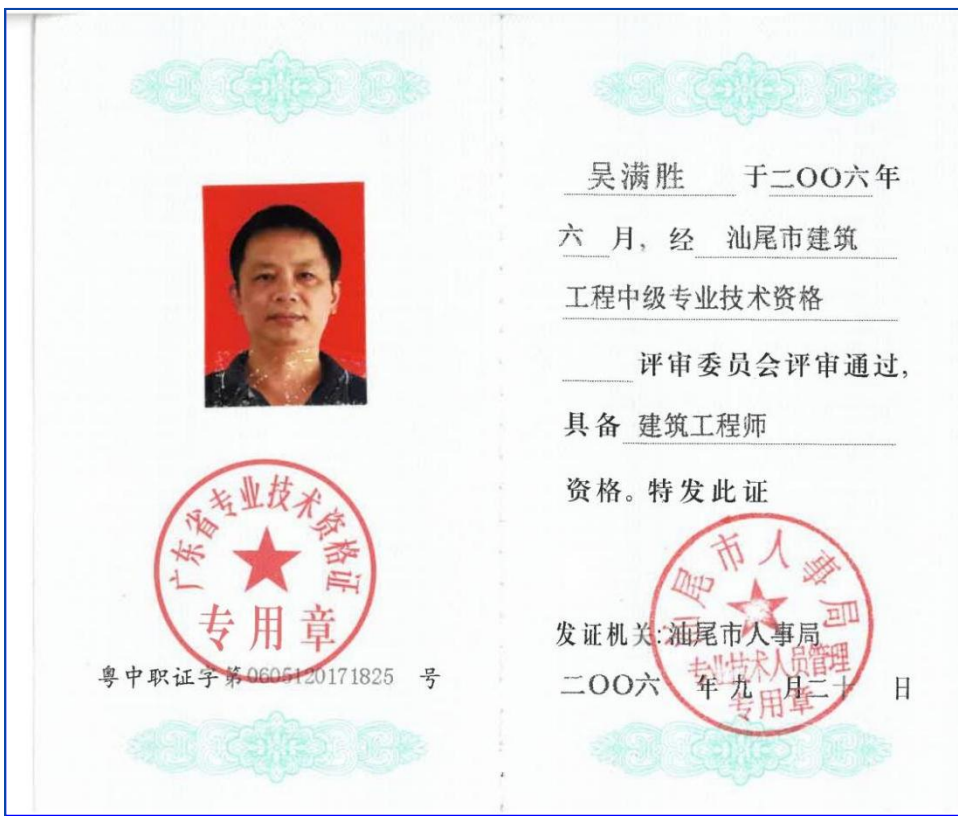 广东省专业技术资格证
专用章
粤中职证字第0605120171825 号
吴满胜 于二〇〇六年
六 月, 经 汕尾市建筑
工程中级专业技术资格
评审委员会评审通过,
具备 建筑工程师
资格。特发此证
汕尾市人事局
专业技术人员管理
专用章
发证机关:汕尾市人事局
二〇〇六 年 九 月二十 日